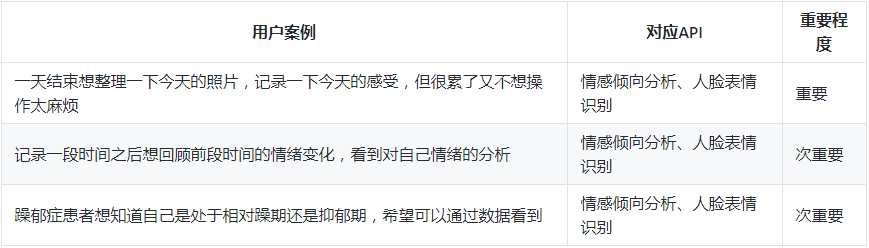 用户案例 对应API 重要程
度
一天结束想整理一下今天的照片，记录一下今天的感受，但很累了又不想操 情感倾向分析、人脸表情 重要
作太麻烦 识别
记录一段时间之后想回顾前段时间的情绪变化，看到对自己情绪的分析 情感倾向分析、人脸表情 次重要
识别
躁郁症患者想知道自己是处于相对躁期还是抑郁期，希望可以通过数据看到 情感倾向分析、人脸表情 次重要
识别